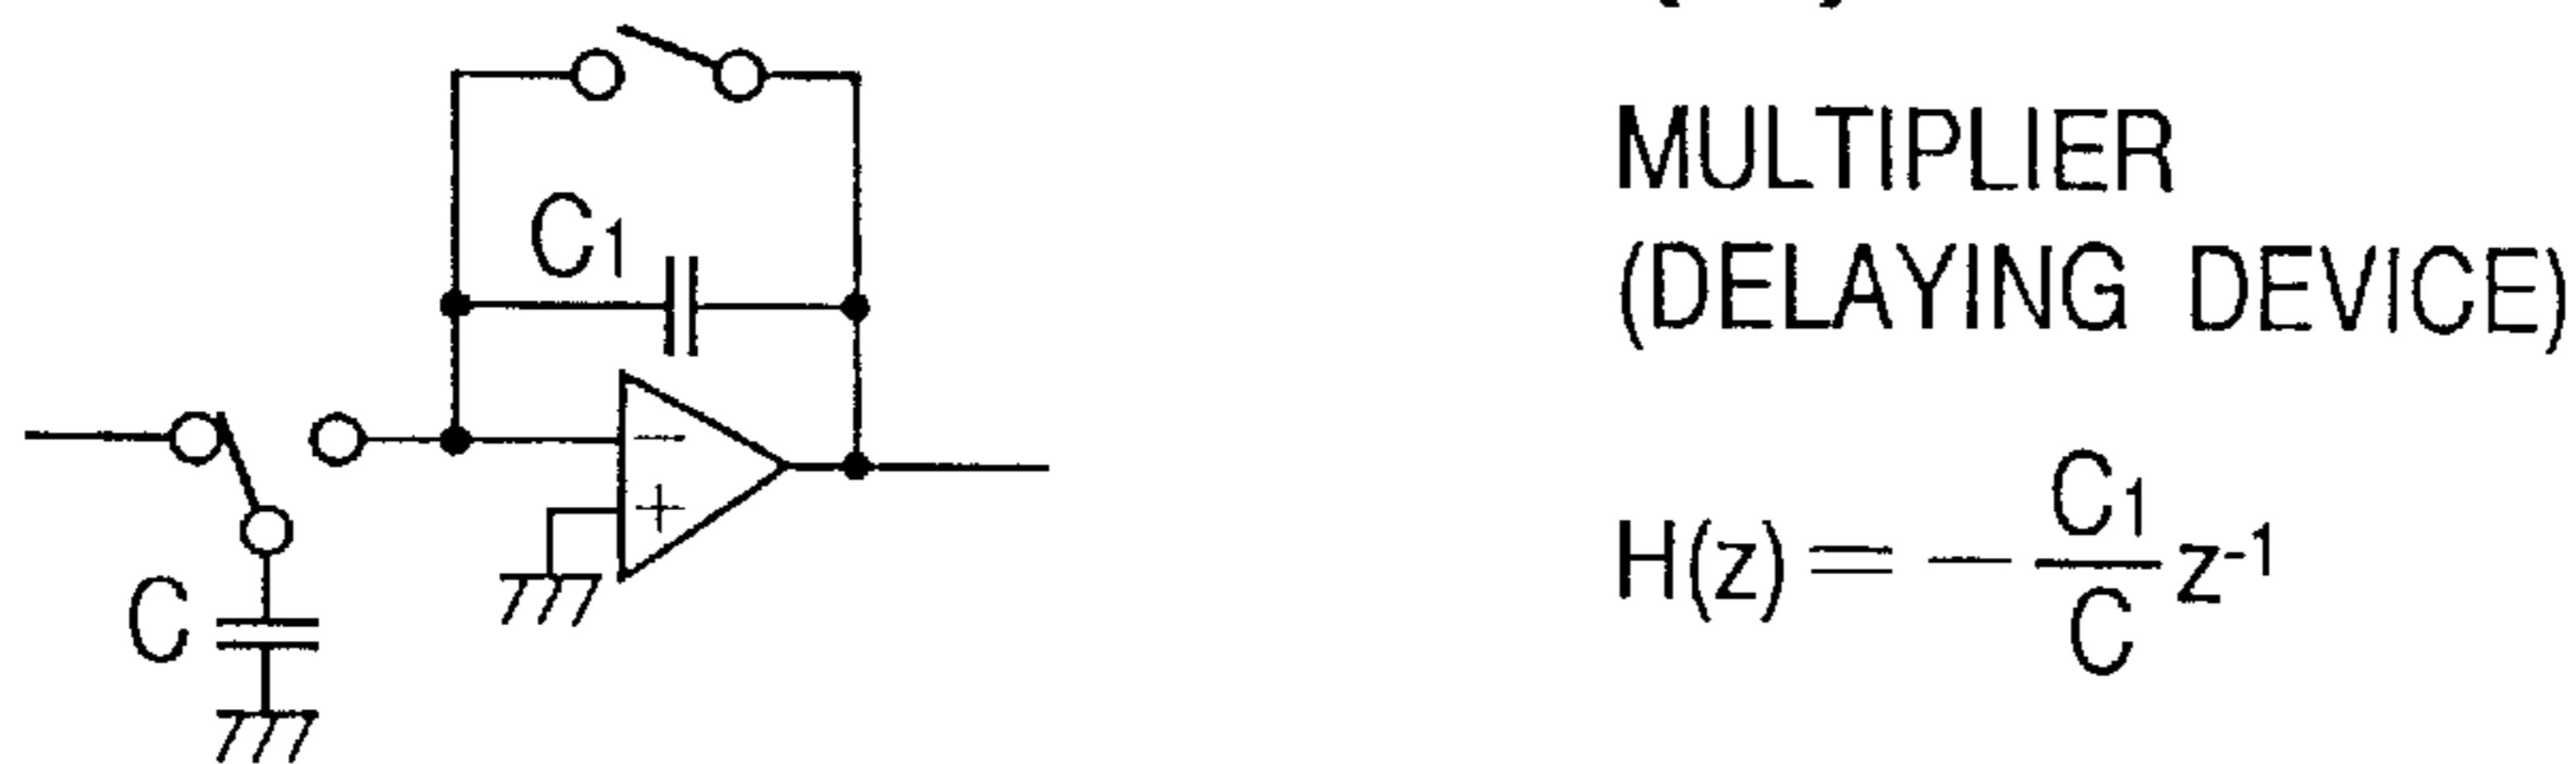 MULTIPLIER
(DELAYING DEVICE)
C1
C
−
+
H(z) = − C1/C z-1